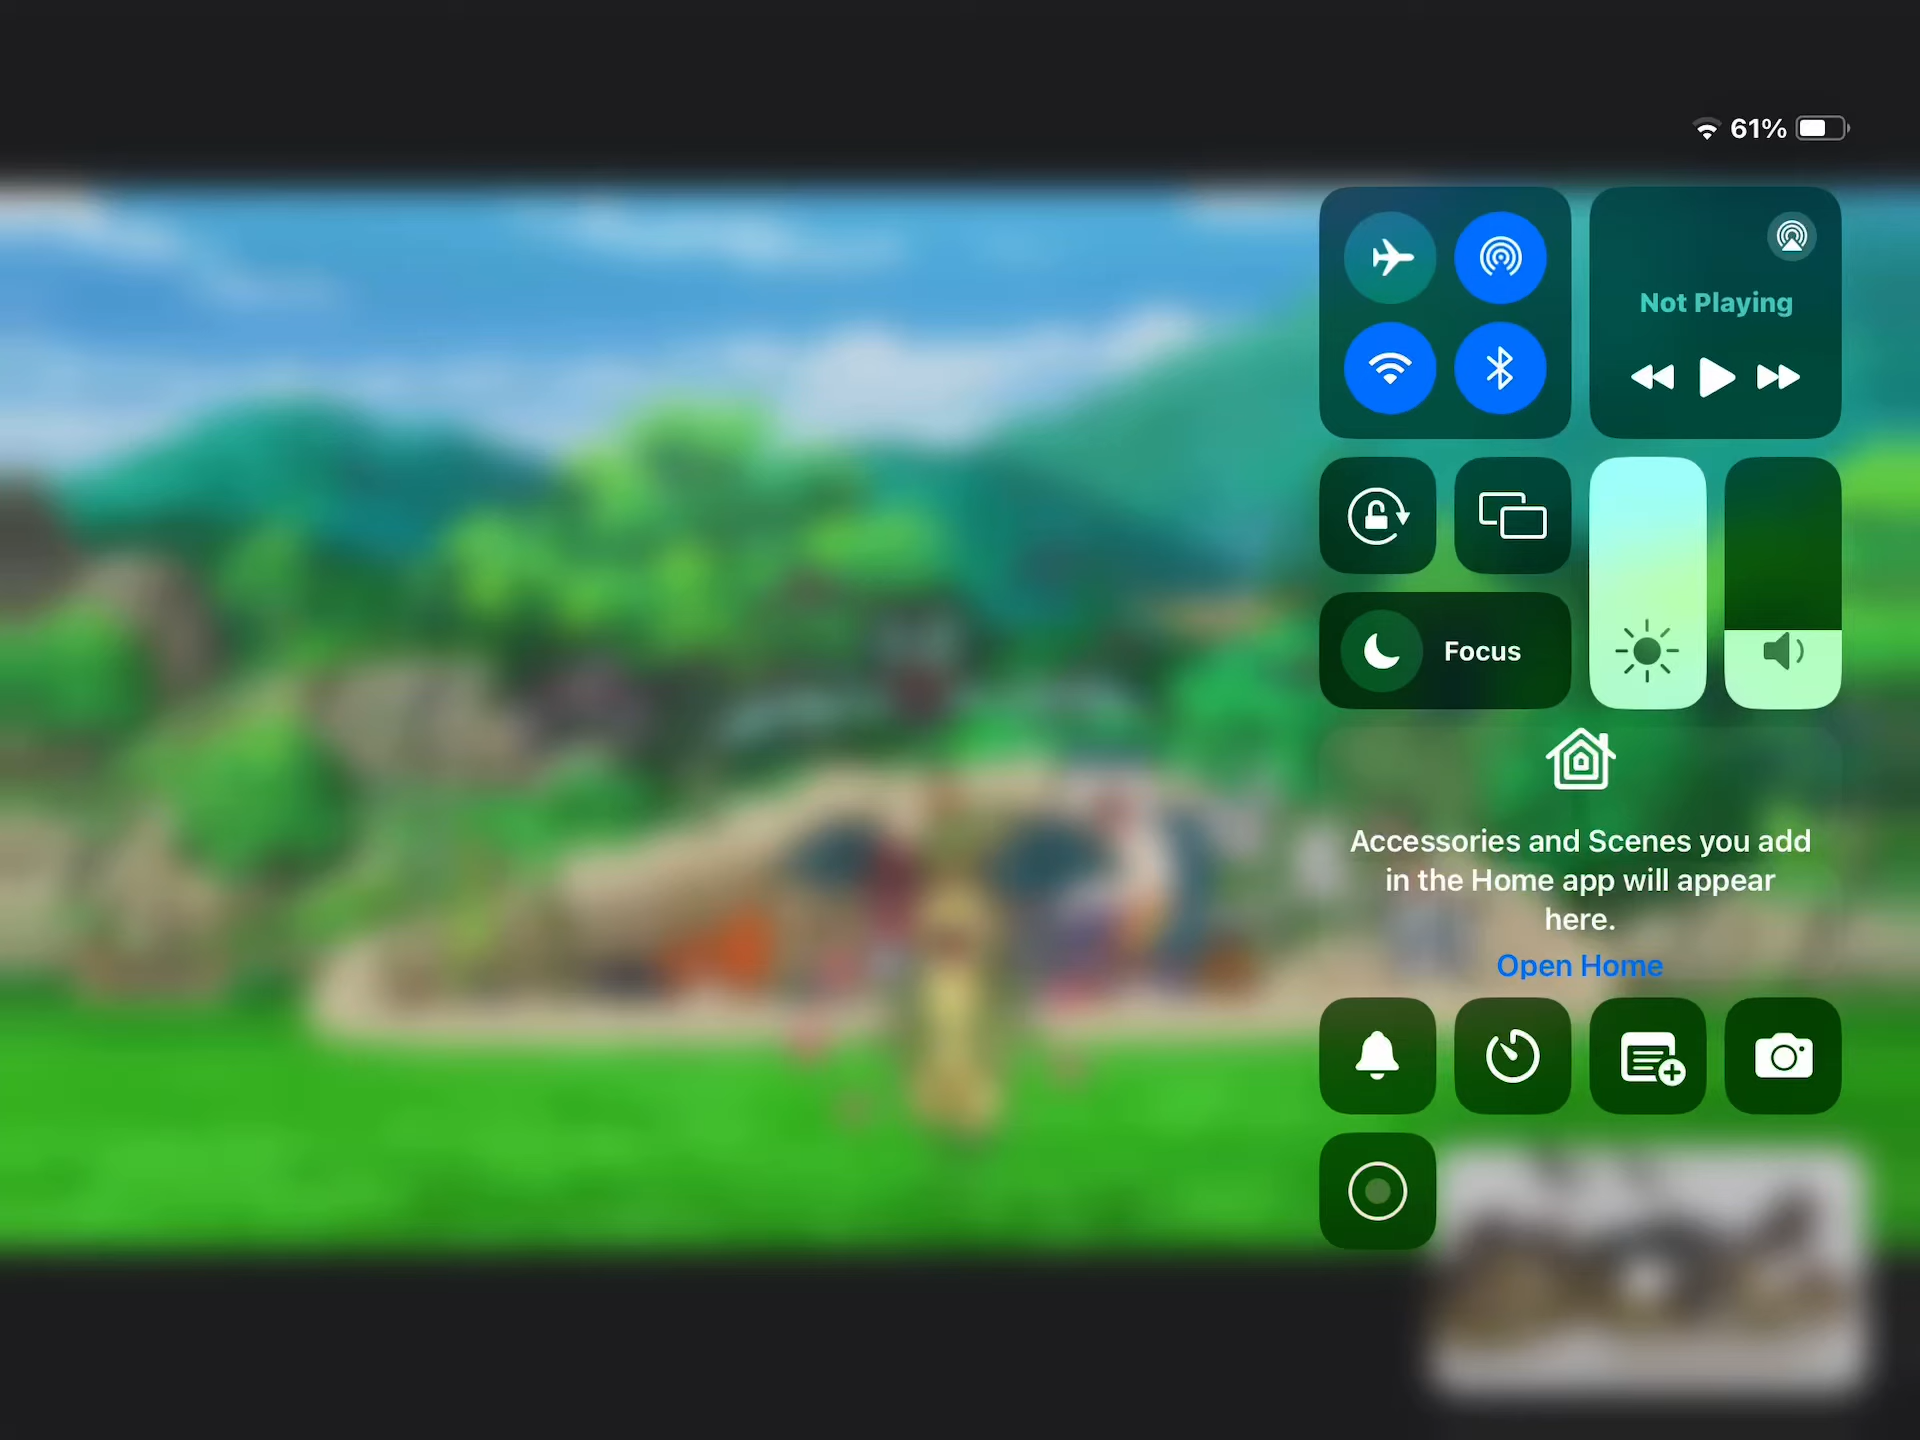 61%
Not Playing
Focus
Accessories and Scenes you add
in the Home app will appear
here.
Open Home